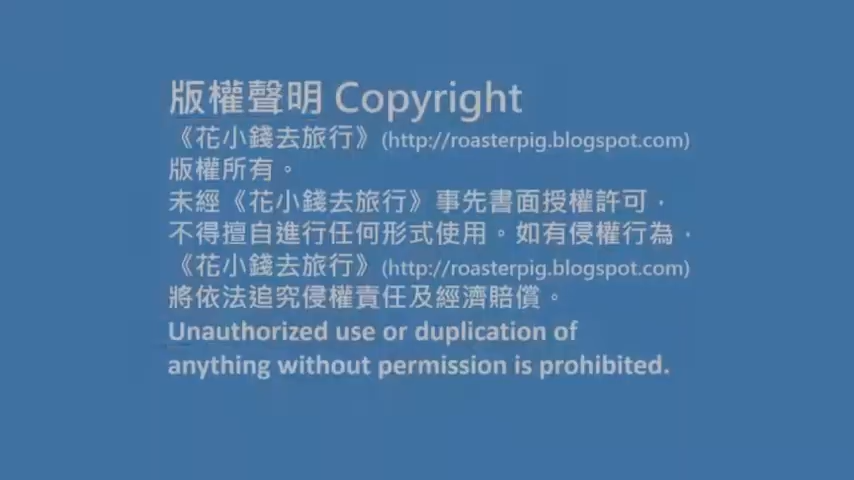 版權聲明 Copyright
《花小錢去旅行》(http://roasterpig.blogspot.com)
版權所有。
未經《花小錢去旅行》事先書面授權許可，
不得擅自進行任何形式使用。如有侵權行為，
《花小錢去旅行》(http://roasterpig.blogspot.com)
將依法追究侵權責任及經濟賠償。
Unauthorized use or duplication of
anything without permission is prohibited.